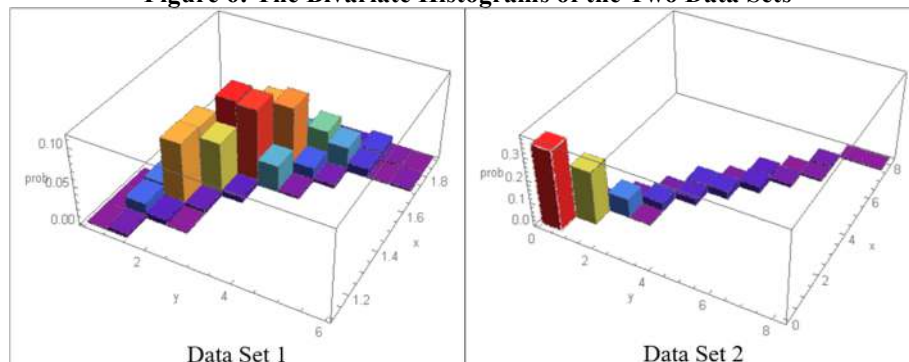 Figure 6: The Bivariate Histograms of the Two Data Sets
0.10
prob
0.05
0.00
2
y
4
6
1.2
1.4
x
1.6
1.8
Data Set 1
0.3
prob
0.2
0.1
0.0
0
2
y
4
6
8
0
2
4
x
6
8
Data Set 2